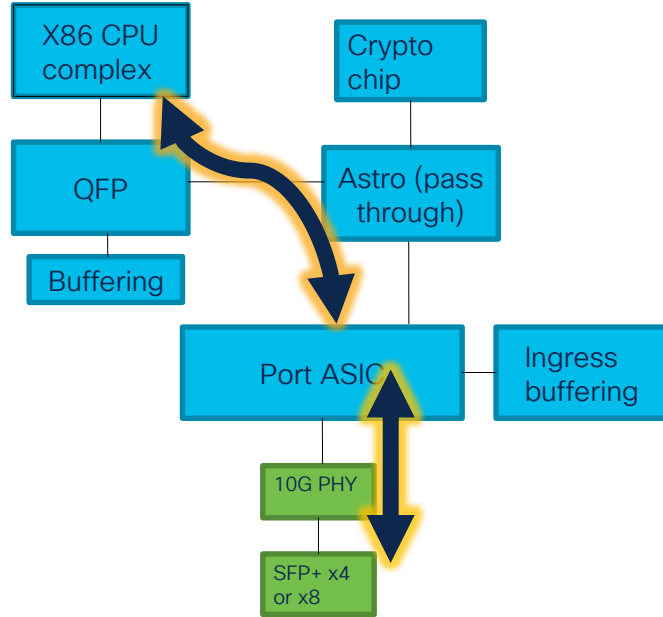 X86 CPU
complex
Crypto
chip
QFP
Astro (pass
through)
Buffering
Port ASIC
Ingress
buffering
10G PHY
SFP+ x4
or x8